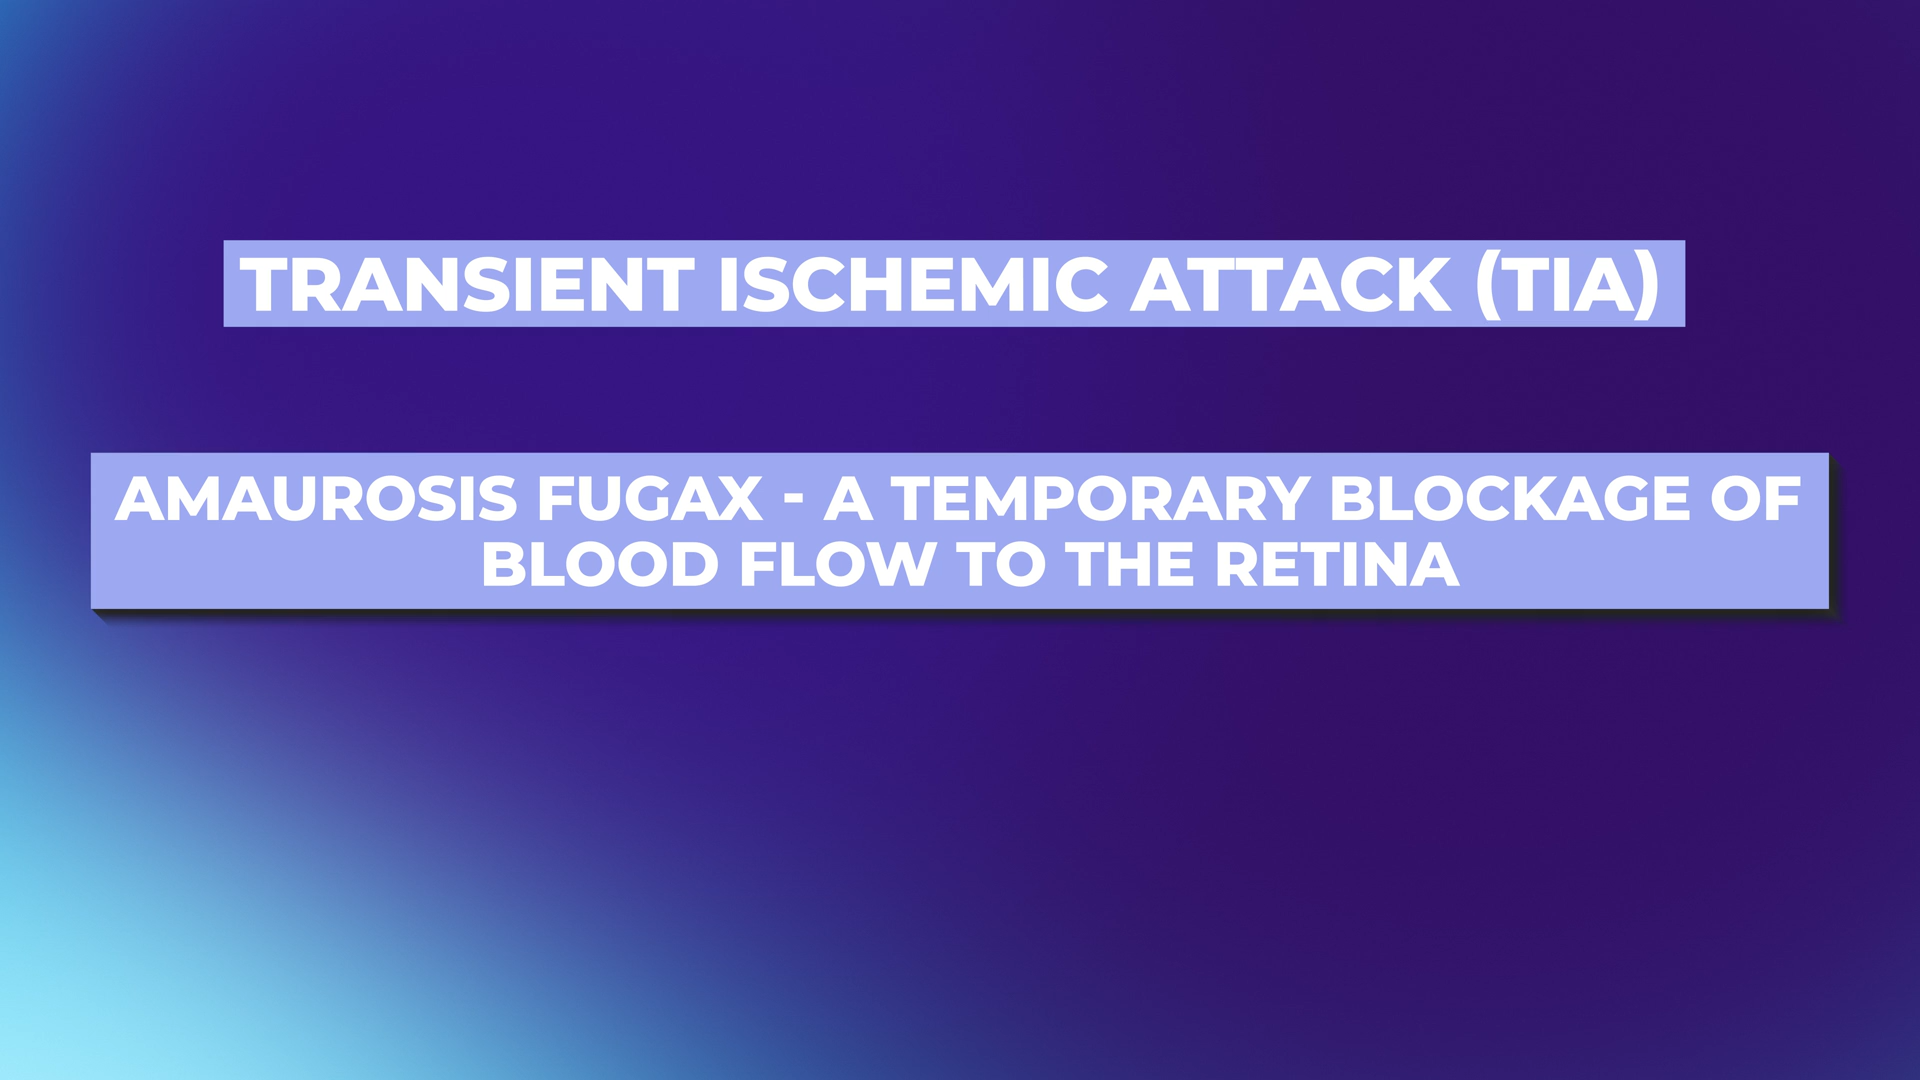 TRANSIENT ISCHEMIC ATTACK (TIA)
AMAUROSIS FUGAX - A TEMPORARY BLOCKAGE OF
BLOOD FLOW TO THE RETINA